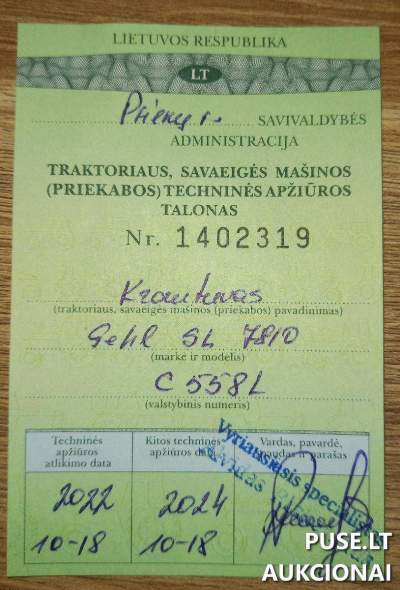 LIETUVOS RESPUBLIKA
LT
Prienų r. SAVIVALDYBĖS
ADMINISTRACIJA
TRAKTORIAUS, SAVAEIGĖS MAŠINOS
(PRIEKABOS) TECHNINĖS APŽIŪROS
TALONAS
Nr. 1402319
Krautuvas
(traktoriaus, savaeigės mašinos (priekabos) pavadinimas)
Gehl SL 7810
(markė ir modelis)
C 558L
(valstybinis numeris)
Techninės apžiūros atlikimo data
Kitos techninės apžiūros data
Vardas, pavardė, pareigos ir parašas
Vyriausiasis specialistas
2022
10-18
2024
10-18
PUSE.LT
AUKCIONAI